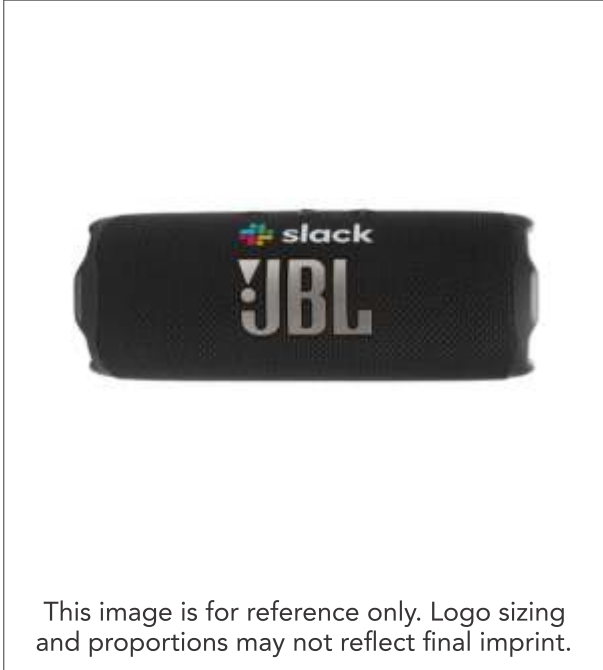 slack
JBL
This image is for reference only. Logo sizing
and proportions may not reflect final imprint.